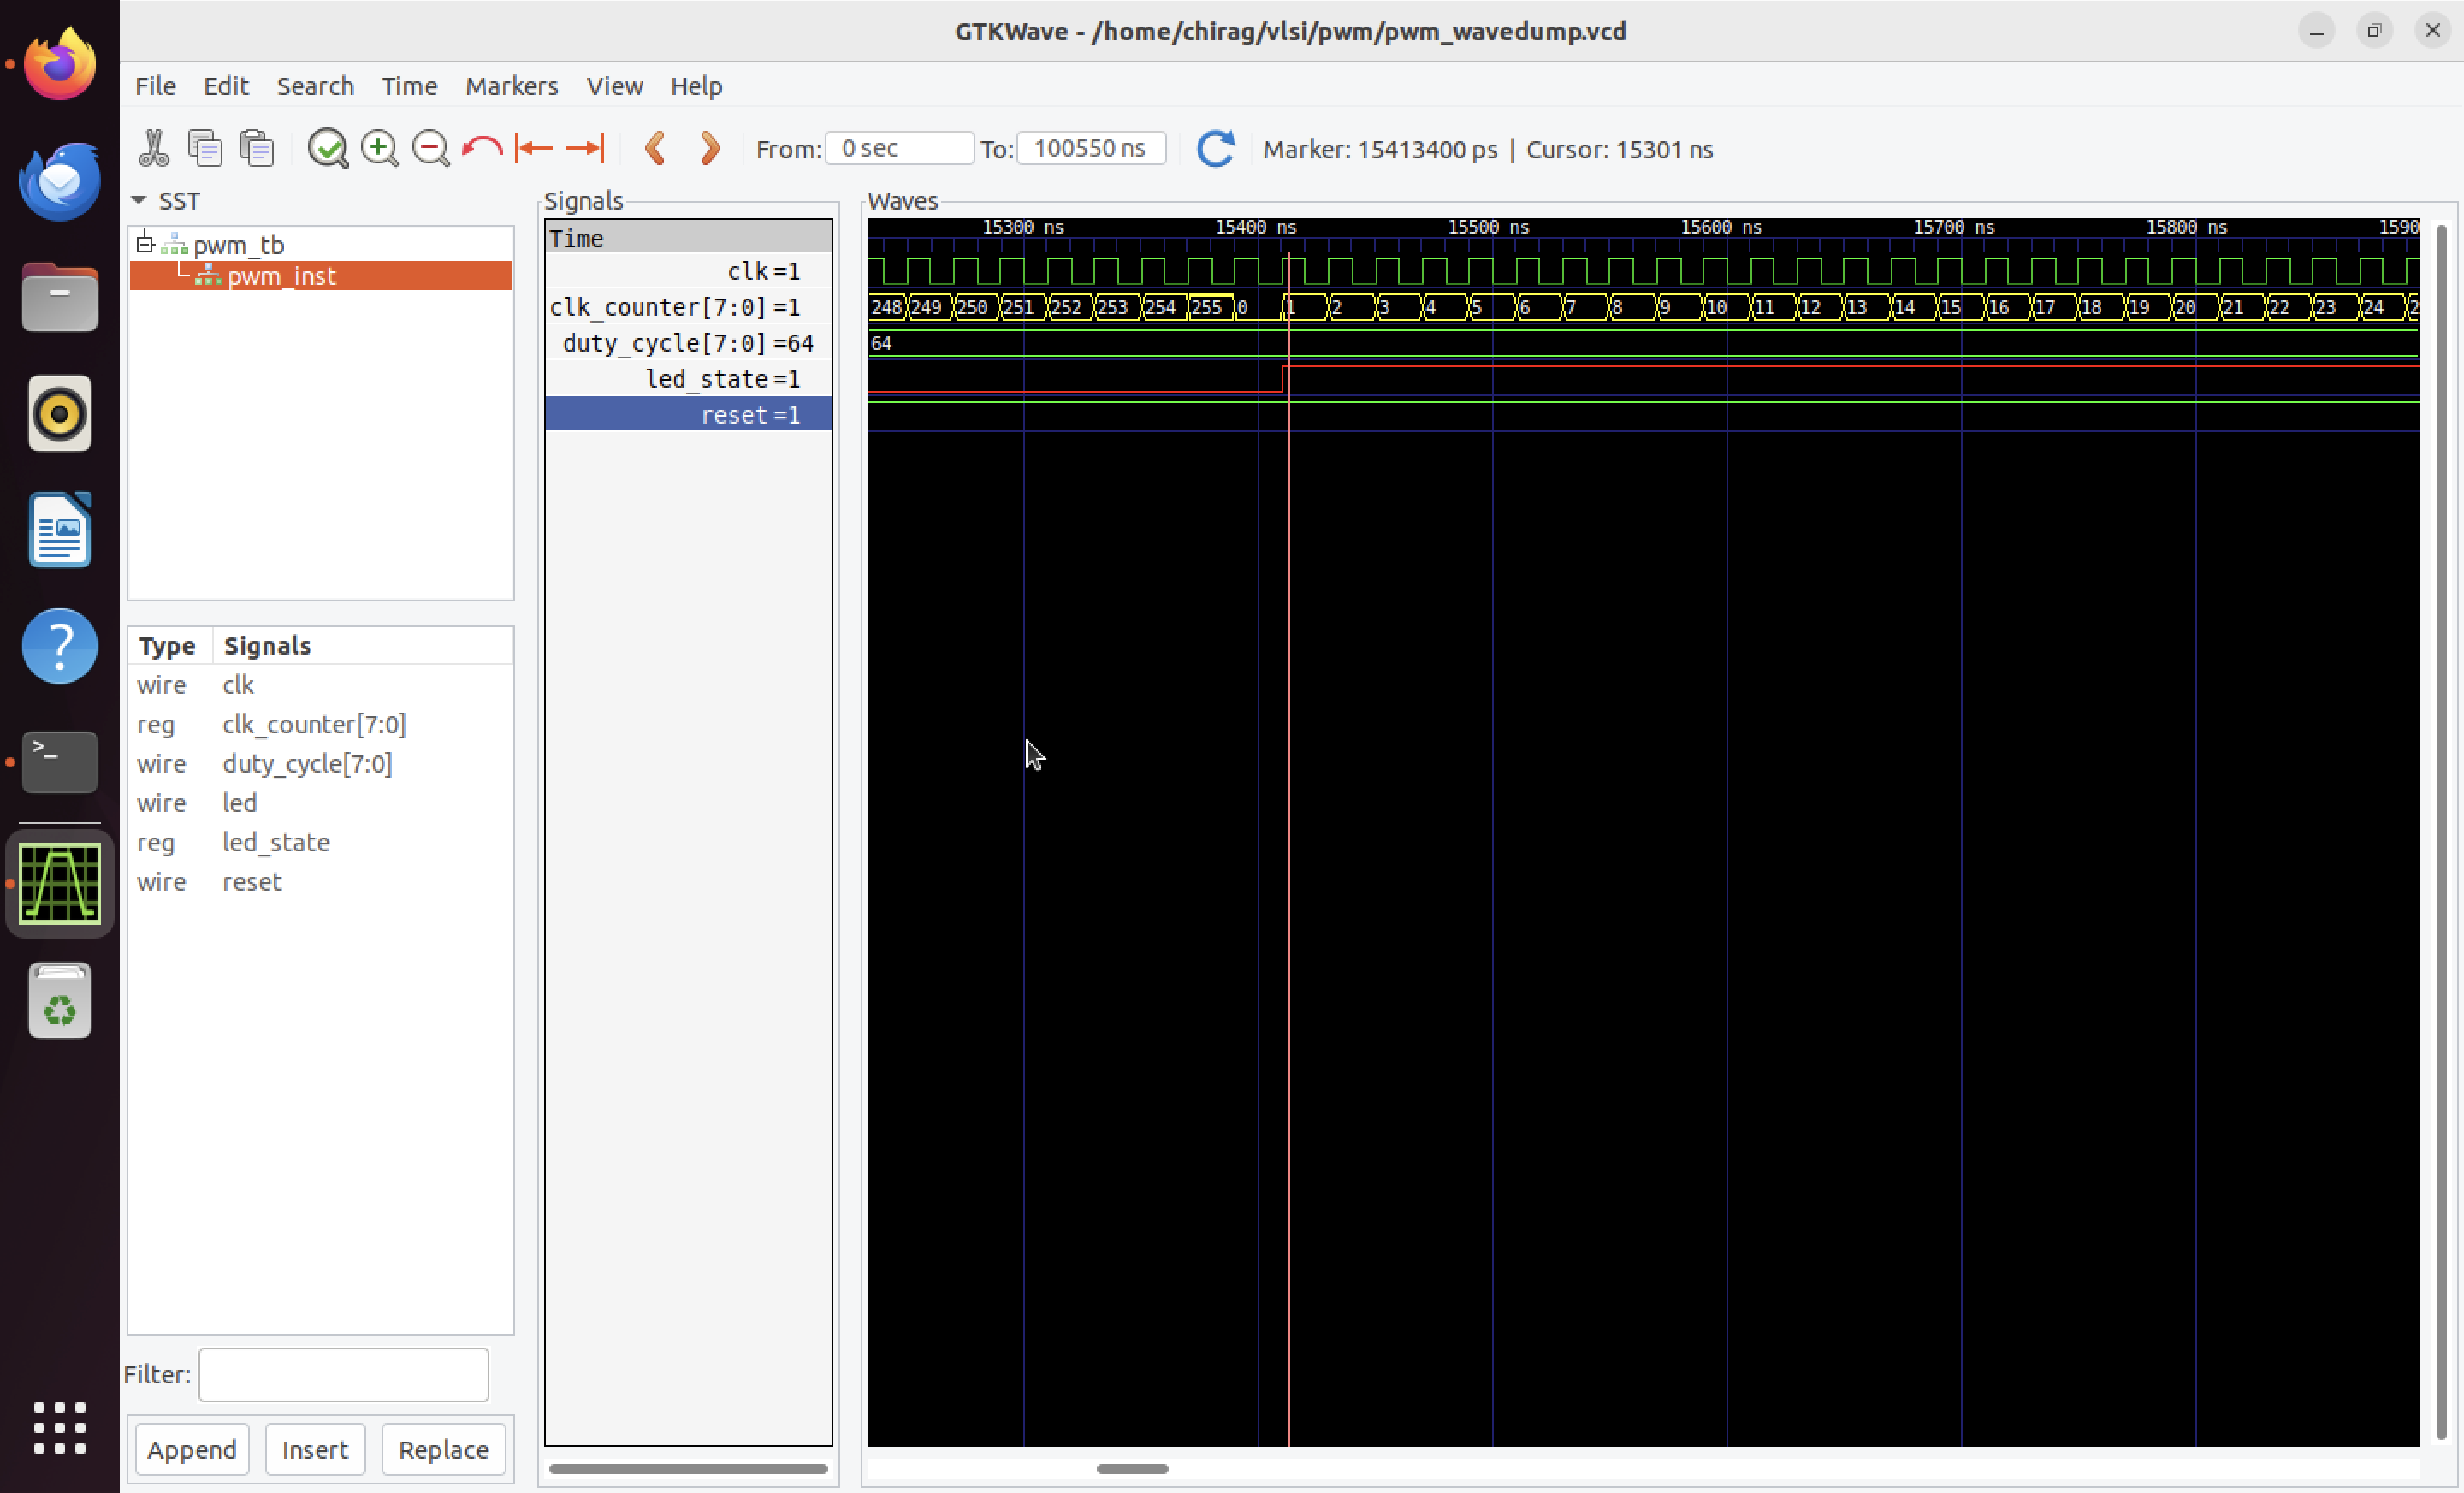 GTKWave - /home/chirag/vlsi/pwm/pwm_wavedump.vcd
File Edit Search Time Markers View Help
From: 0 sec To: 100550 ns Marker: 15413400 ps | Cursor: 15301 ns
SST
pwm_tb
pwm_inst
Type Signals
wire clk
reg clk_counter[7:0]
wire duty_cycle[7:0]
wire led
reg led_state
wire reset
Filter:
Append Insert Replace
Signals
Time
clk =1
clk_counter[7:0] =1
duty_cycle[7:0] =64
led_state =1
reset =1
Waves
15300 ns 15400 ns 15500 ns 15600 ns 15700 ns 15800 ns 1590
248 249 250 251 252 253 254 255 0 1 2 3 4 5 6 7 8 9 10 11 12 13 14 15 16 17 18 19 20 21 22 23 24 2
64